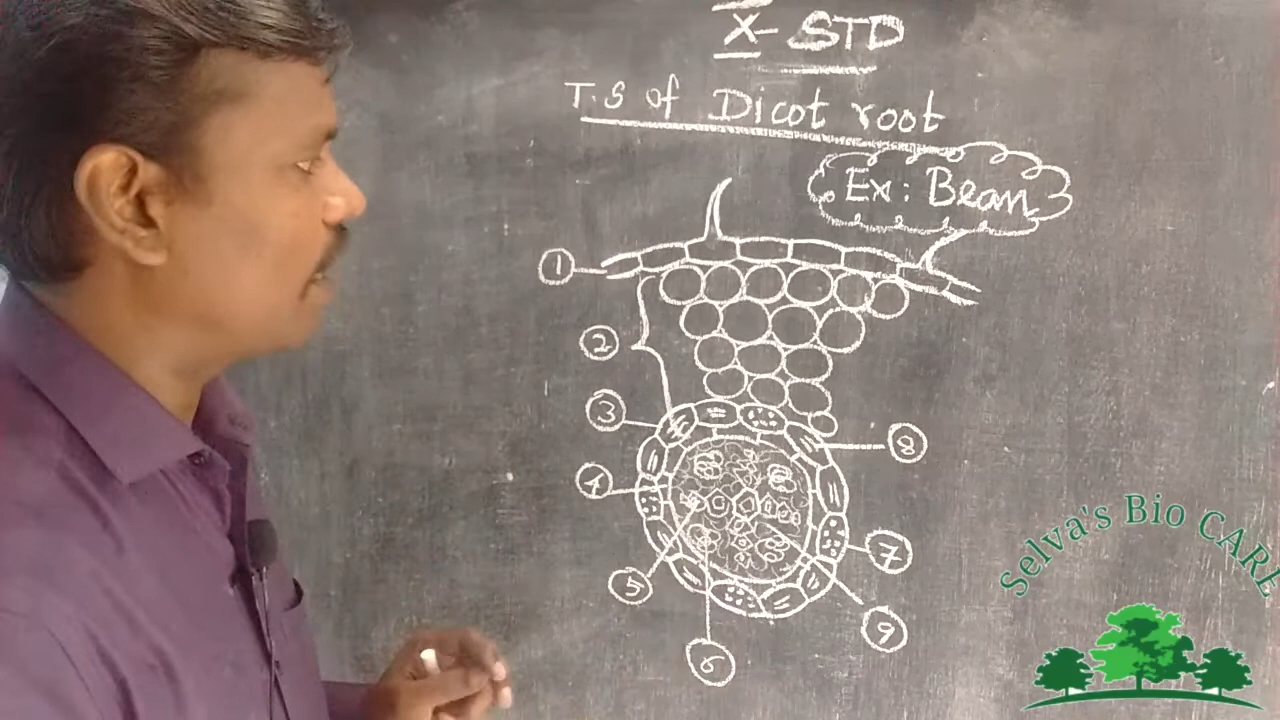 X-STD
T.S of Dicot root
Ex: Bean
1
2
3
4
5
6
7
8
9
Selva's Bio CARE